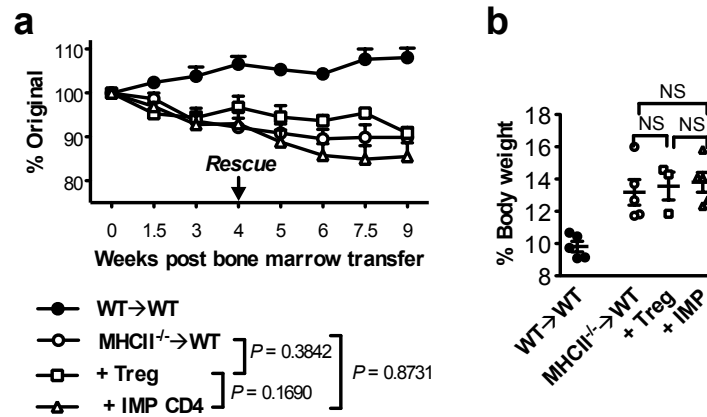 a
% Original
110
100
90
80
Rescue
0 1.5 3 4 5 6 7.5 9
Weeks post bone marrow transfer
WT→WT
MHCII-/-→WT
+ Treg
+ IMP CD4
P = 0.3842
P = 0.1690
P = 0.8731
b
% Body weight
18
16
14
12
10
8
NS
NS
NS
WT→WT
MHCII-/-→WT
+ Treg
+ IMP